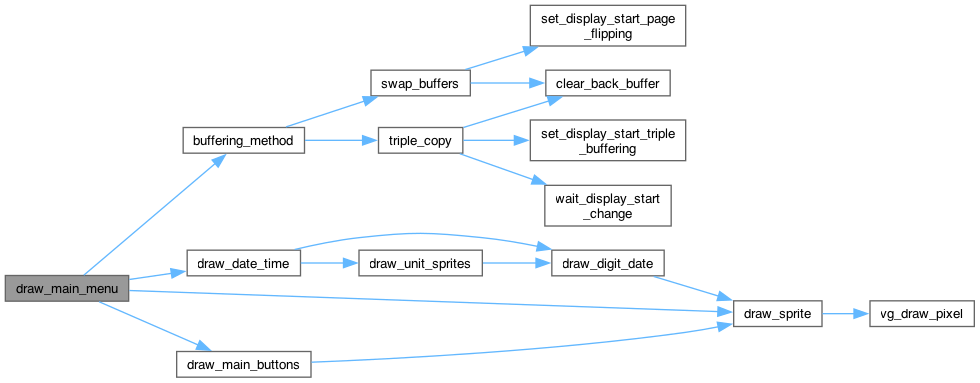 set_display_start_page
_flipping
swap_buffers
clear_back_buffer
buffering_method
triple_copy
set_display_start_triple
_buffering
wait_display_start
_change
draw_date_time
draw_unit_sprites
draw_digit_date
draw_main_menu
draw_sprite
vg_draw_pixel
draw_main_buttons